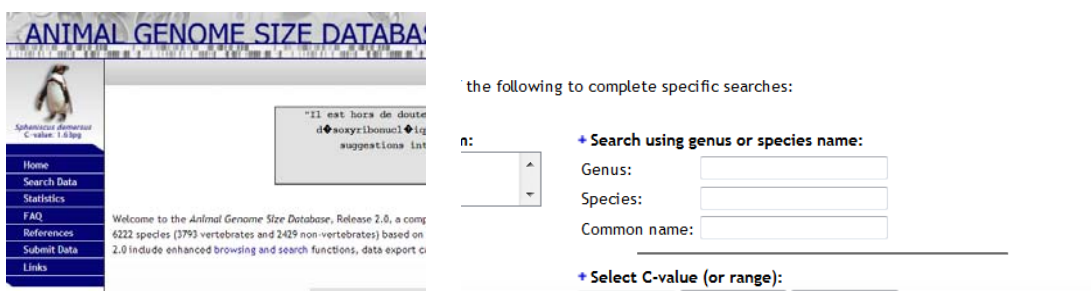 ANIMAL GENOME SIZE DATABA
Spheniscus demersus
C-value: 1.63pg
Home
Search Data
Statistics
FAQ
References
Submit Data
Links
"Il est hors de doute
d�soxyribonucl�iq
suggestions int
Welcome to the Animal Genome Size Database, Release 2.0, a comp
6222 species (3793 vertebrates and 2429 non-vertebrates) based on
2.0 include enhanced browsing and search functions, data export c
the following to complete specific searches:
m:
+ Search using genus or species name:
Genus:
Species:
Common name:
+ Select C-value (or range):